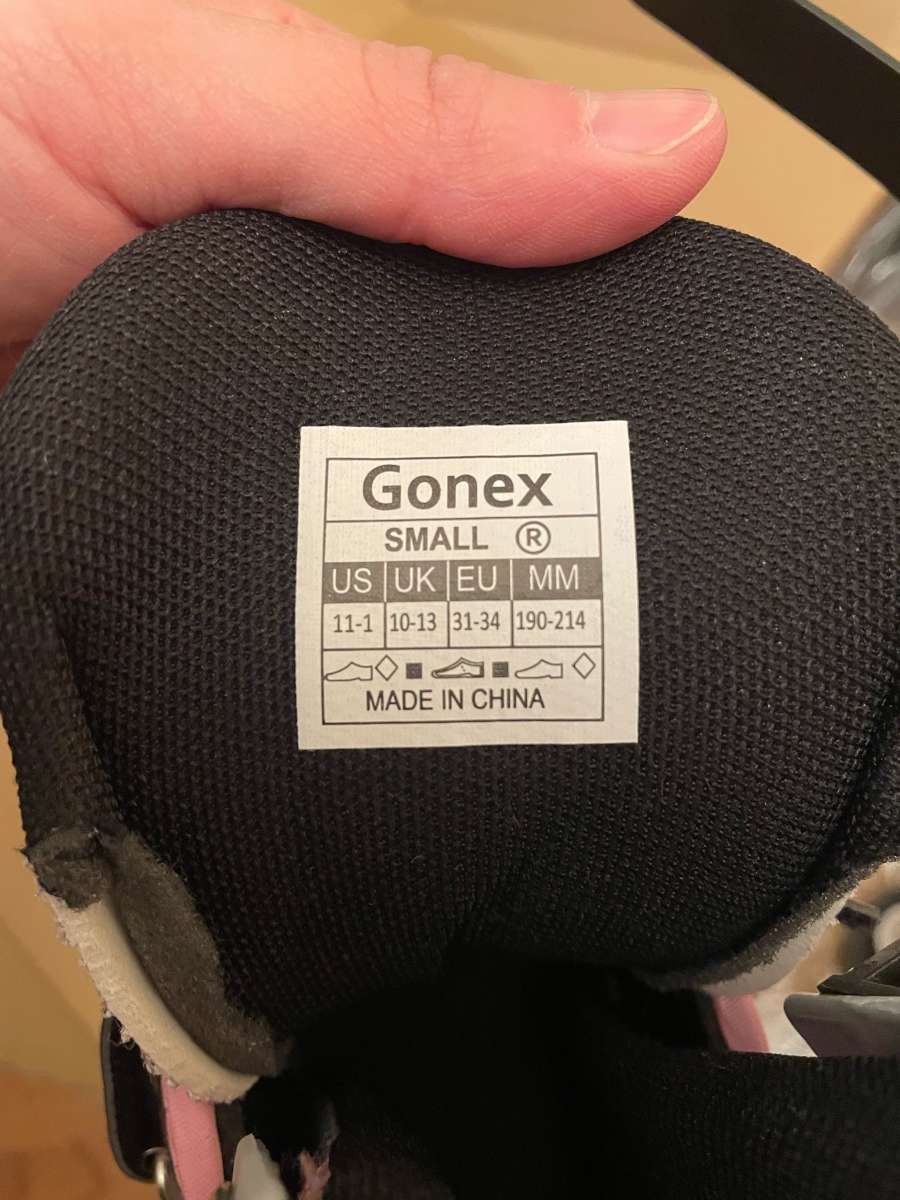 Gonex
SMALL ®
US UK EU MM
11-1 10-13 31-34 190-214
MADE IN CHINA